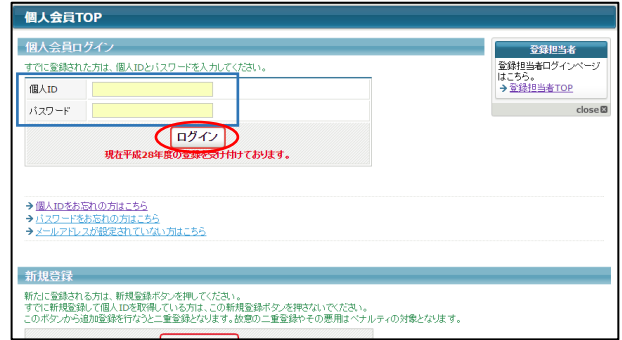 個人会員TOP
個人会員ログイン
すでに登録された方は、個人IDとパスワードを入力してください。
個人ID
パスワード
ログイン
現在平成28年度の登録を受け付けております。
個人IDをお忘れの方はこちら
パスワードをお忘れの方はこちら
メールアドレスが設定されていない方はこちら
新規登録
新たに登録される方は、新規登録ボタンを押してください。
すでに新規登録して個人IDを取得している方は、この新規登録ボタンを押さないでください。
このボタンから追加登録を行なうと二重登録となります。故意の二重登録やその悪用はペナルティの対象となります。
登録担当者
登録担当者ログインページ
はこちら。
登録担当者TOP
close